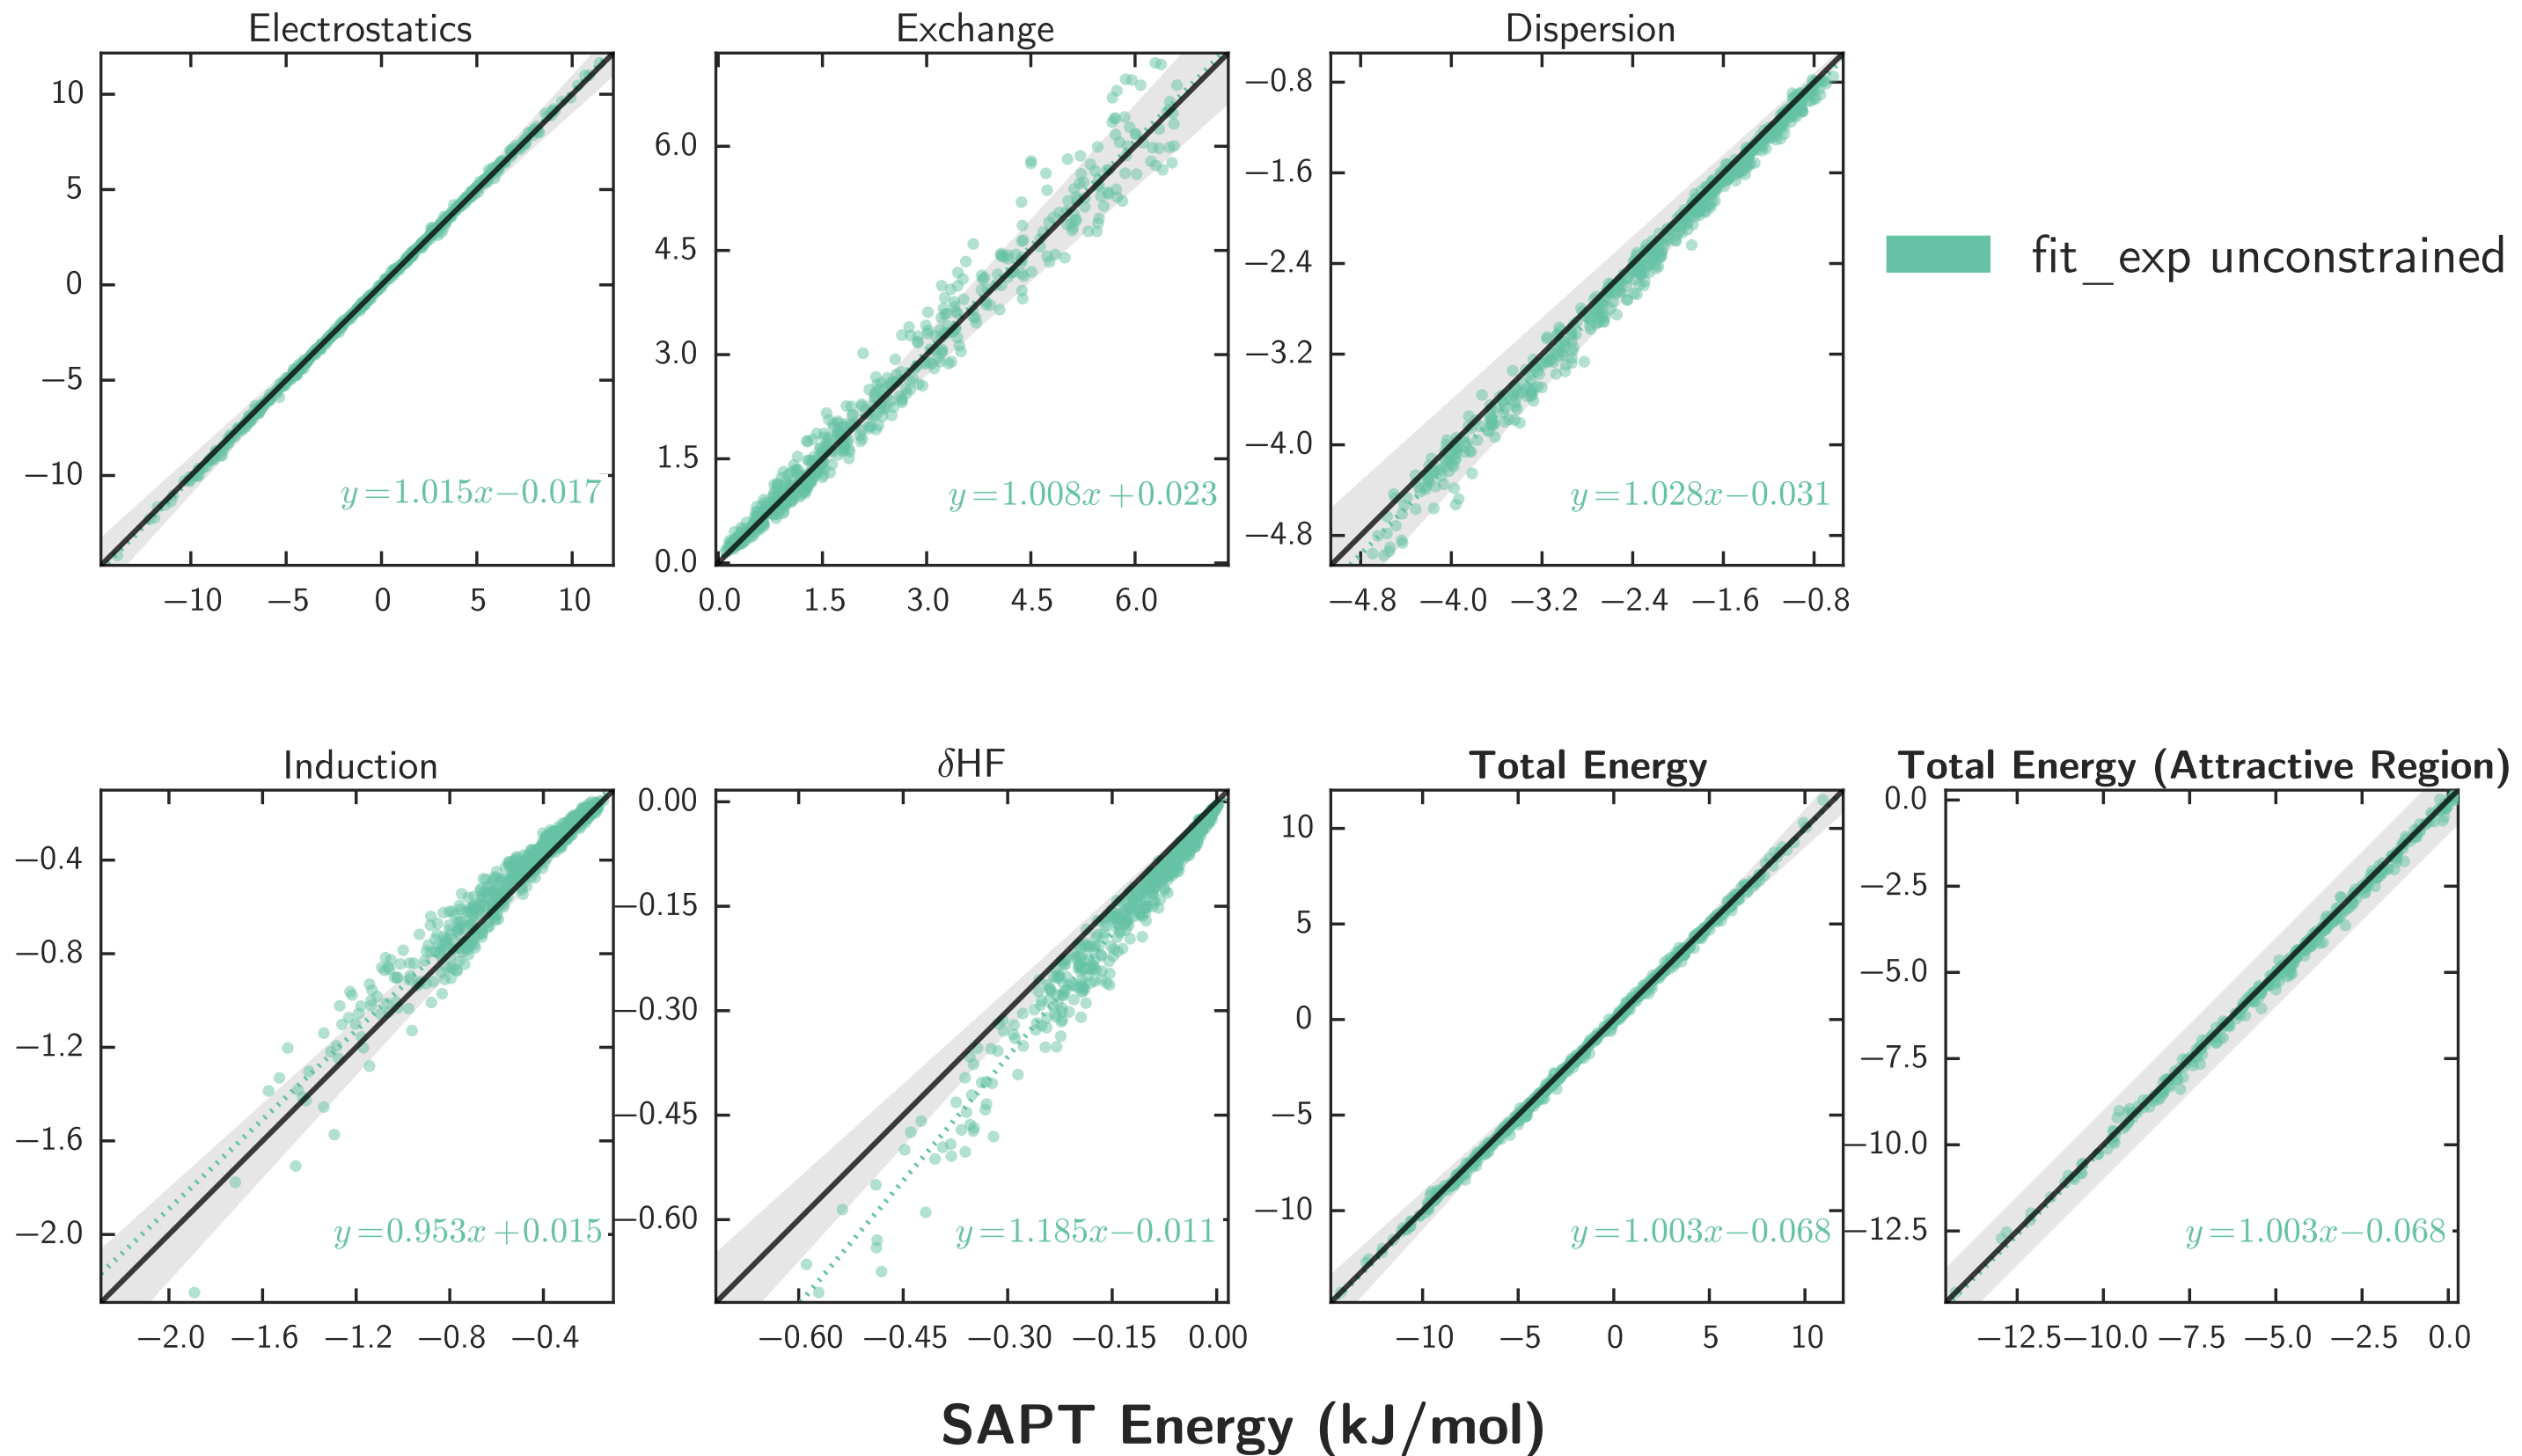 Electrostatics
10
5
0
−5
−10
y=1.015x−0.017
−10 −5 0 5 10
Exchange
6.0
4.5
3.0
1.5
0.0
y=1.008x+0.023
0.0 1.5 3.0 4.5 6.0
Dispersion
−0.8
−1.6
−2.4
−3.2
−4.0
−4.8
y=1.028x−0.031
−4.8 −4.0 −3.2 −2.4 −1.6 −0.8
fit_exp unconstrained
Induction
−0.4
−0.8
−1.2
−1.6
−2.0
y=0.953x+0.015
−2.0 −1.6 −1.2 −0.8 −0.4
δHF
0.00
−0.15
−0.30
−0.45
−0.60
y=1.185x−0.011
−0.60 −0.45 −0.30 −0.15 0.00
Total Energy
10
5
0
−5
−10
y=1.003x−0.068
−10 −5 0 5 10
Total Energy (Attractive Region)
0.0
−2.5
−5.0
−7.5
−10.0
−12.5
y=1.003x−0.068
−12.5 −10.0 −7.5 −5.0 −2.5 0.0
SAPT Energy (kJ/mol)